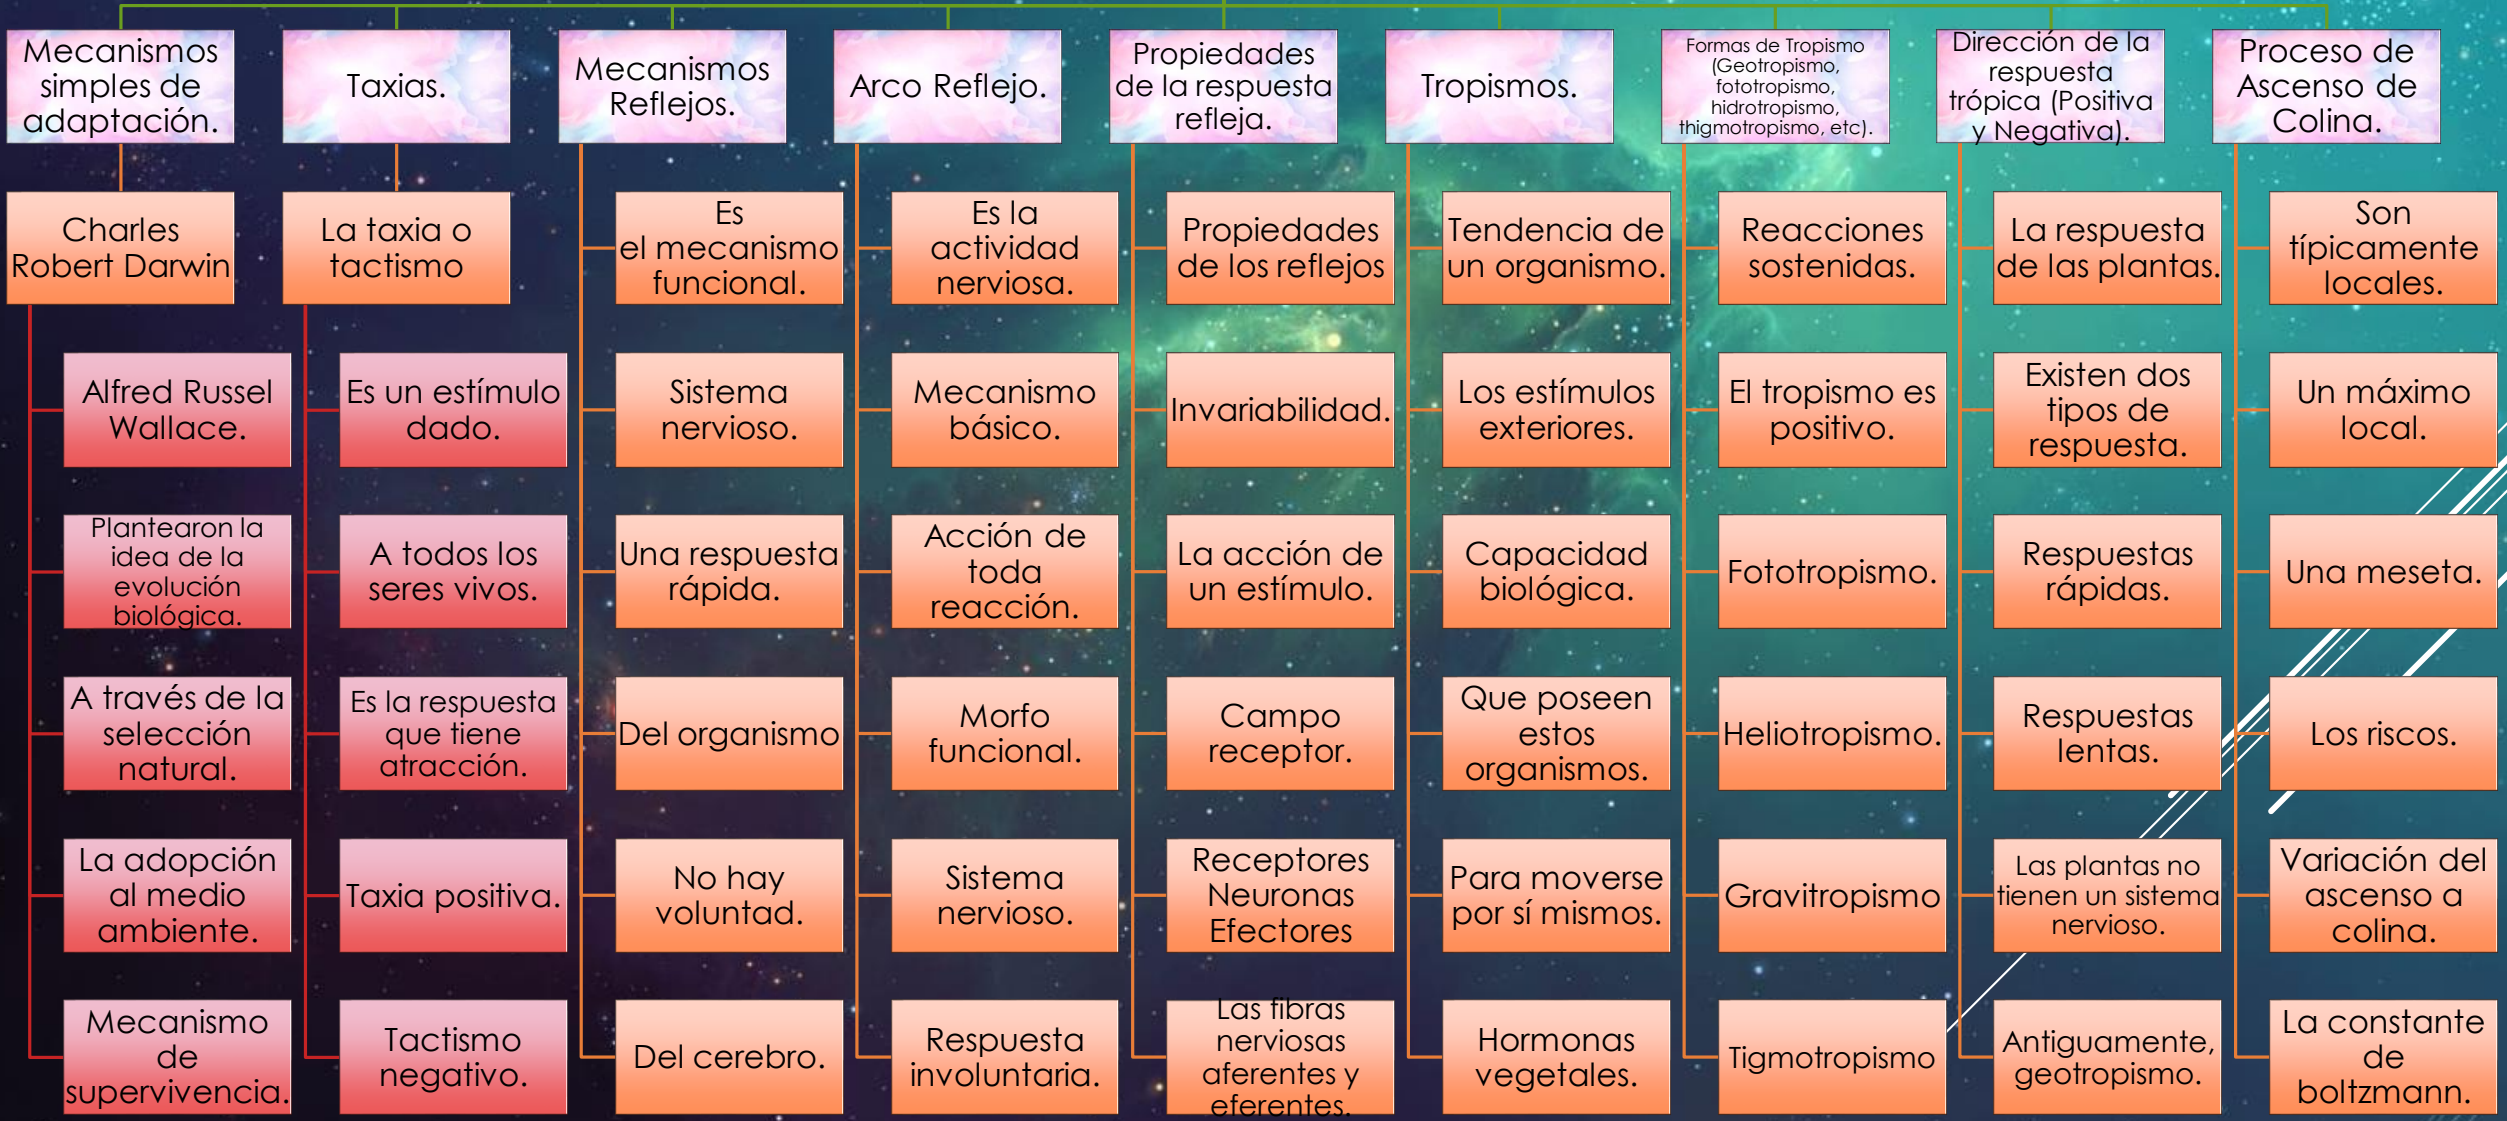 Mecanismos
simples de
adaptación.
Charles
Robert Darwin
Alfred Russel
Wallace.
Plantearon la
idea de la
evolución
biológica.
A través de la
selección
natural.
La adopción
al medio
ambiente.
Mecanismo
de
supervivencia.
Taxias.
La taxia o
tactismo
Es un estímulo
dado.
A todos los
seres vivos.
Es la respuesta
que tiene
atracción.
Taxia positiva.
Tactismo
negativo.
Mecanismos
Reflejos.
Es
el mecanismo
funcional.
Sistema
nervioso.
Una respuesta
rápida.
Del organismo
No hay
voluntad.
Del cerebro.
Arco Reflejo.
Es la
actividad
nerviosa.
Mecanismo
básico.
Acción de
toda
reacción.
Morfo
funcional.
Sistema
nervioso.
Respuesta
involuntaria.
Propiedades
de la respuesta
refleja.
Propiedades
de los reflejos
Invariabilidad.
La acción de
un estímulo.
Campo
receptor.
Receptores
Neuronas
Efectores
Las fibras
nerviosas
aferentes y
eferentes.
Tropismos.
Tendencia de
un organismo.
Los estímulos
exteriores.
Capacidad
biológica.
Que poseen
estos
organismos.
Para moverse
por sí mismos.
Hormonas
vegetales.
Formas de Tropismo
(Geotropismo,
fototropismo,
hidrotropismo,
thigmotropismo, etc).
Reacciones
sostenidas.
El tropismo es
positivo.
Fototropismo.
Heliotropismo.
Gravitropismo
Tigmotropismo
Dirección de la
respuesta
trópica (Positiva
y Negativa).
La respuesta
de las plantas.
Existen dos
tipos de
respuesta.
Respuestas
rápidas.
Respuestas
lentas.
Las plantas no
tienen un sistema
nervioso.
Antiguamente,
geotropismo.
Proceso de
Ascenso de
Colina.
Son
típicamente
locales.
Un máximo
local.
Una meseta.
Los riscos.
Variación del
ascenso a
colina.
La constante
de
boltzmann.